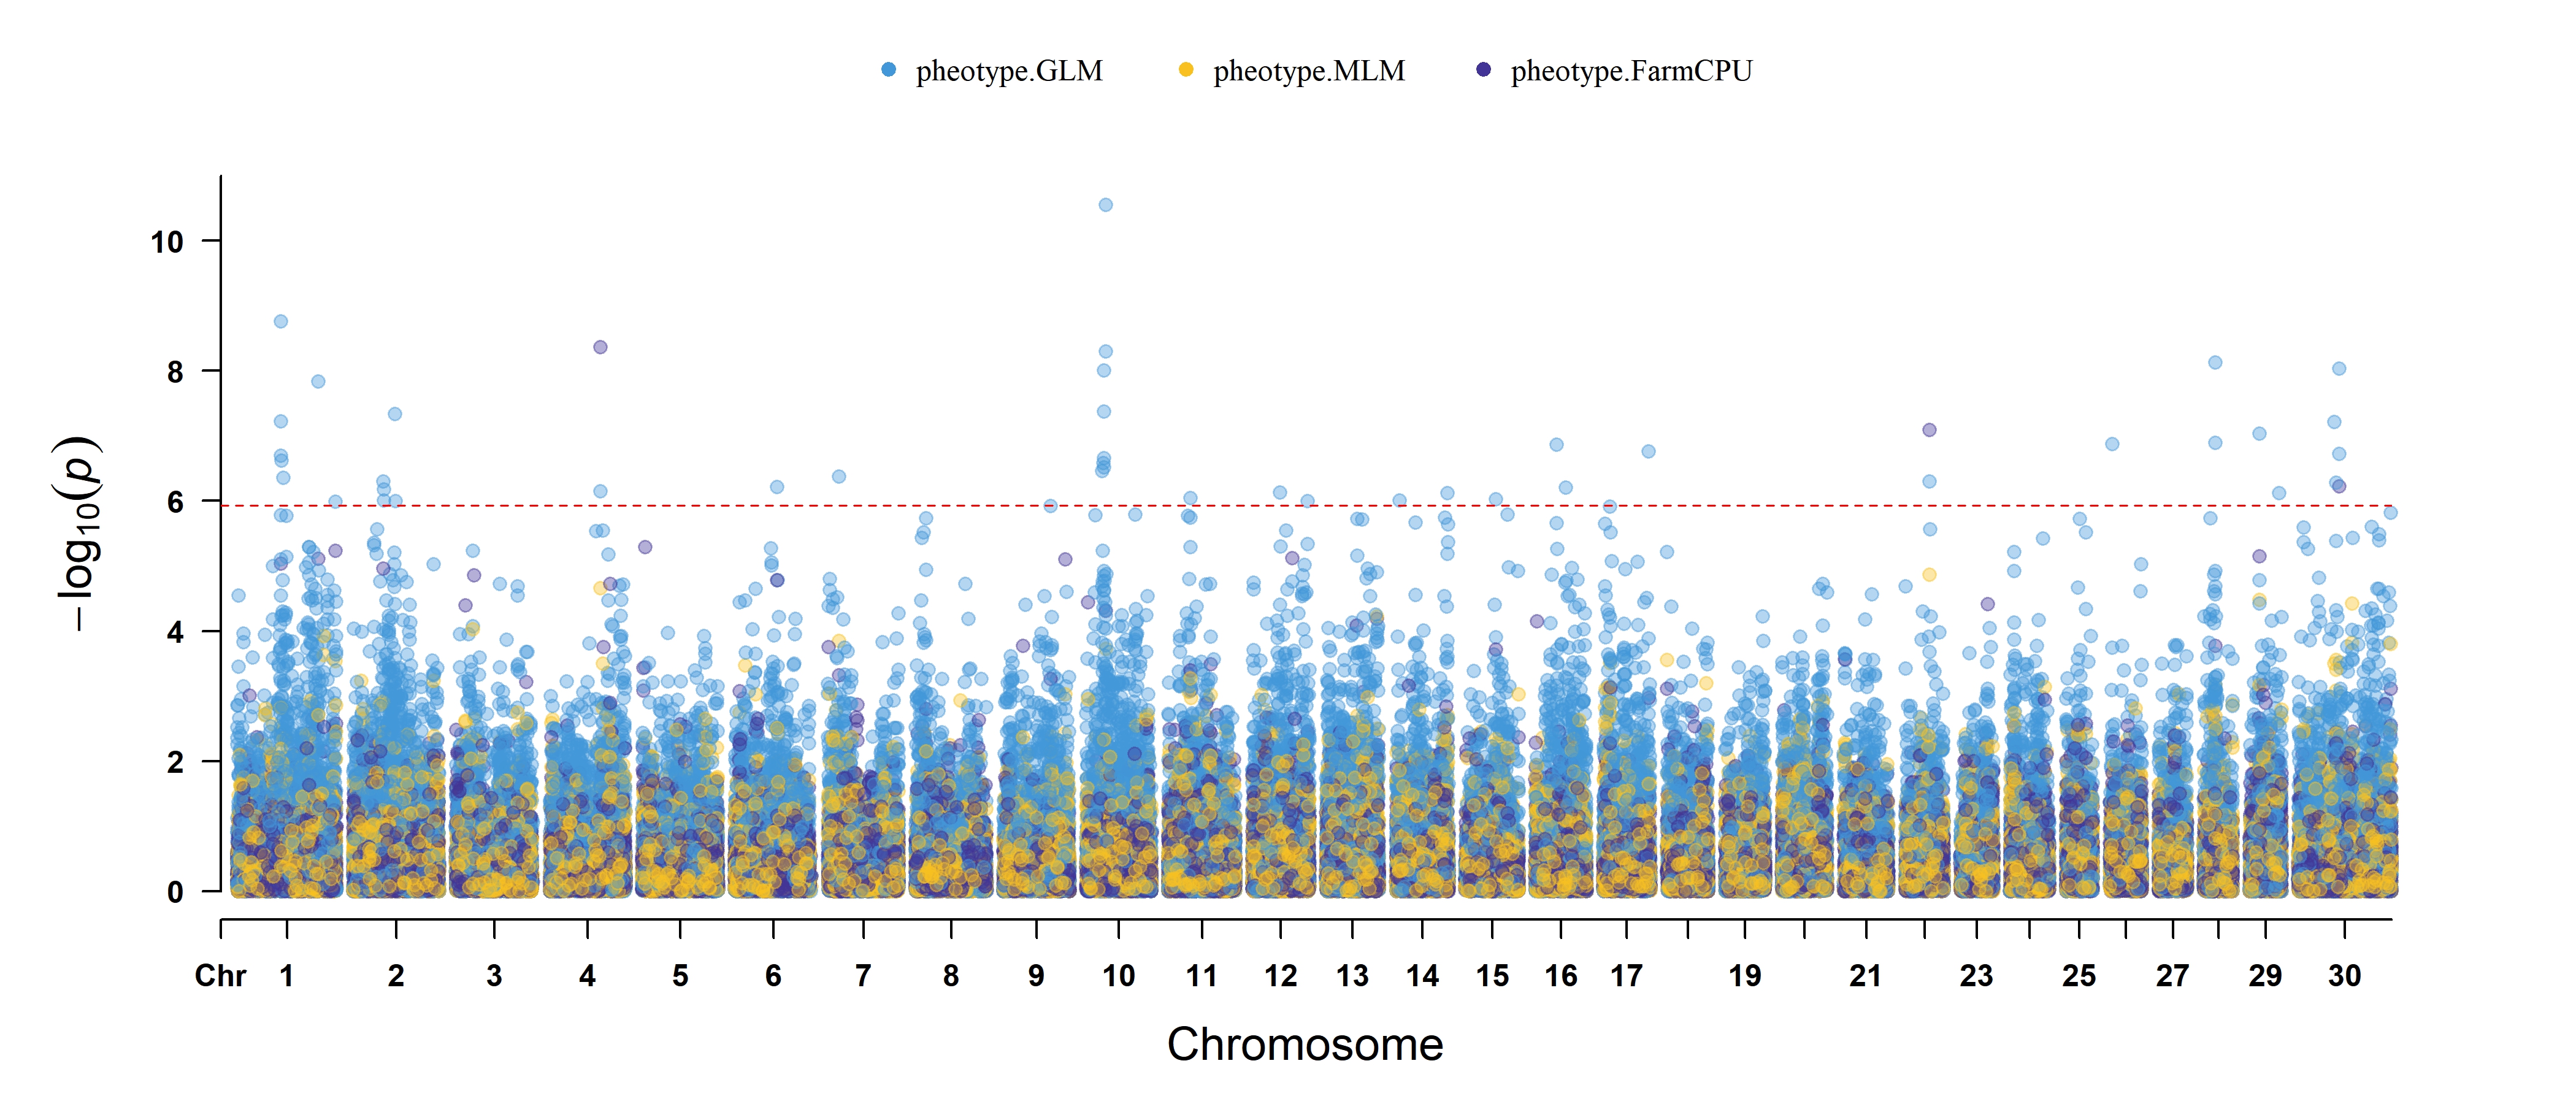 pheotype.GLM pheotype.MLM pheotype.FarmCPU
−log10(p)
10
8
6
4
2
0
Chr 1 2 3 4 5 6 7 8 9 10 11 12 13 14 15 16 17 19 21 23 25 27 29 30
Chromosome